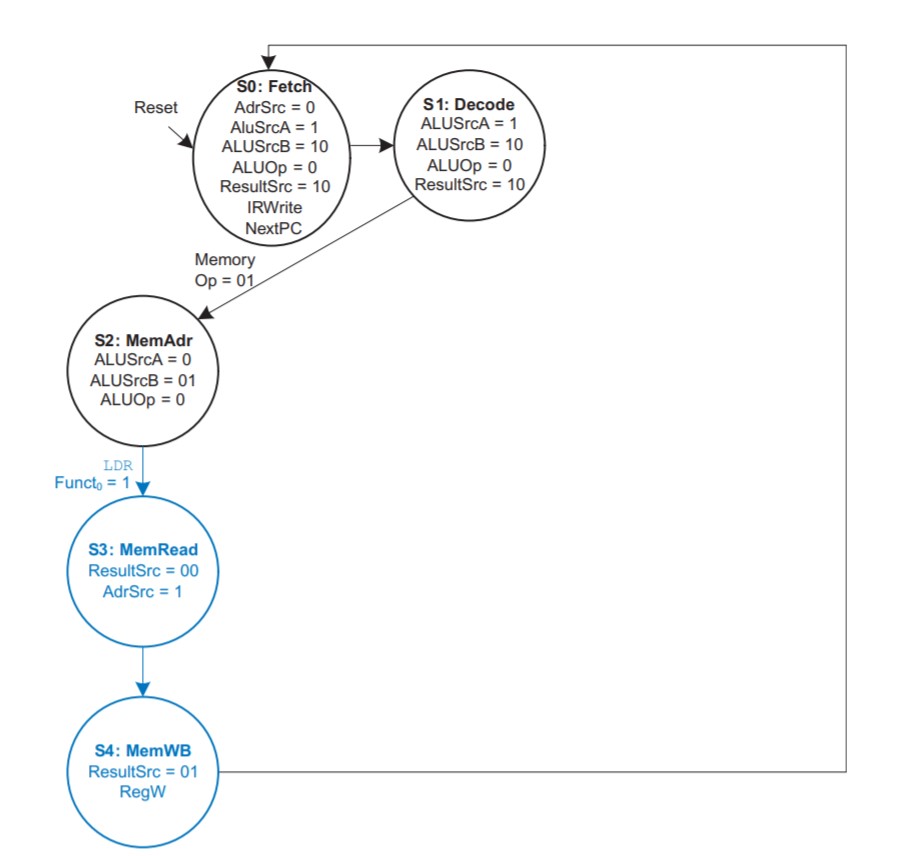 Reset
S0: Fetch
AdrSrc = 0
AluSrcA = 1
ALUSrcB = 10
ALUOp = 0
ResultSrc = 10
IRWrite
NextPC
S1: Decode
ALUSrcA = 1
ALUSrcB = 10
ALUOp = 0
ResultSrc = 10
Memory
Op = 01
S2: MemAdr
ALUSrcA = 0
ALUSrcB = 01
ALUOp = 0
LDR
Funct₀ = 1
S3: MemRead
ResultSrc = 00
AdrSrc = 1
S4: MemWB
ResultSrc = 01
RegW